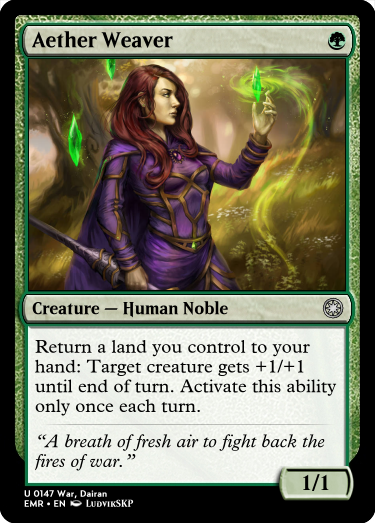 Aether Weaver
Creature — Human Noble
Return a land you control to your
hand: Target creature gets +1/+1
until end of turn. Activate this ability
only once each turn.
“A breath of fresh air to fight back the
fires of war.”
1/1
U 0147 War, Dairan
EMR • EN LudvikSKP